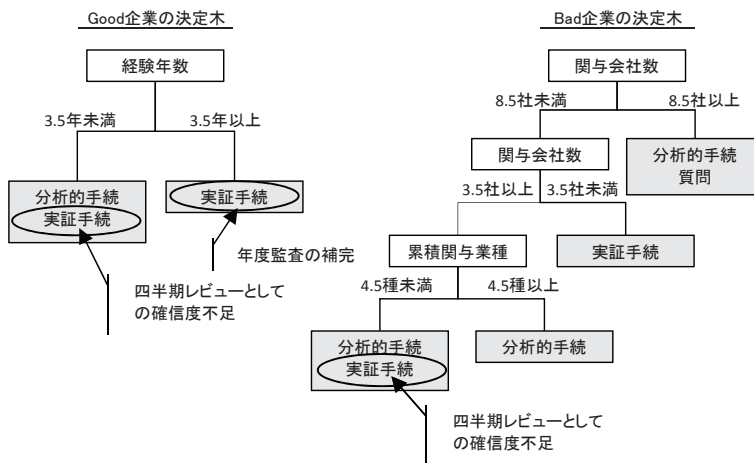 Good企業の決定木
経験年数
3.5年未満
3.5年以上
分析的手続
実証手続
実証手続
年度監査の補完
四半期レビューとして
の確信度不足
Bad企業の決定木
関与会社数
8.5社未満
8.5社以上
関与会社数
分析的手続
質問
3.5社以上
3.5社未満
累積関与業種
実証手続
4.5種未満
4.5種以上
分析的手続
実証手続
分析的手続
四半期レビューとして
の確信度不足